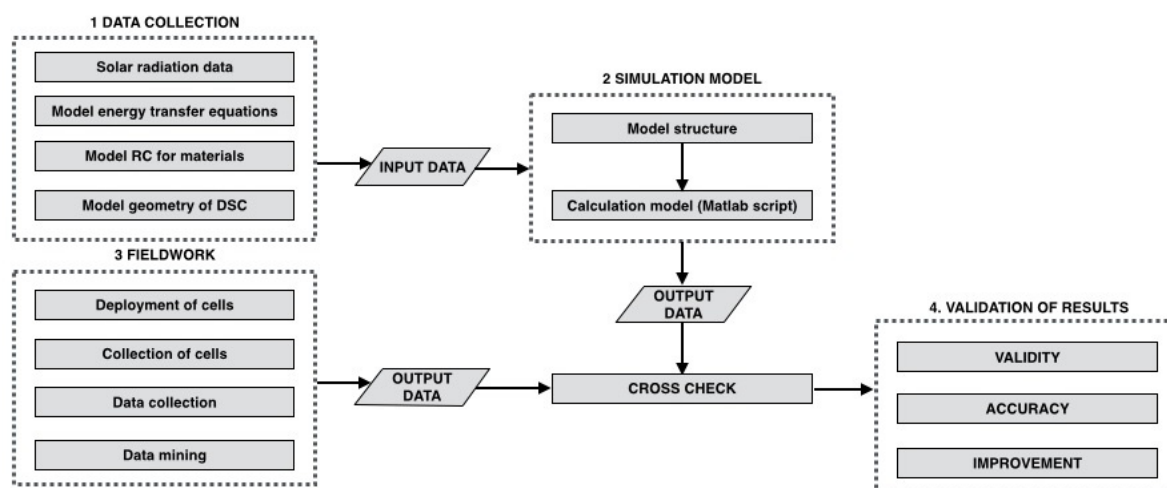 1 DATA COLLECTION
Solar radiation data
Model energy transfer equations
Model RC for materials
Model geometry of DSC
INPUT DATA
2 SIMULATION MODEL
Model structure
Calculation model (Matlab script)
OUTPUT
DATA
3 FIELDWORK
Deployment of cells
Collection of cells
Data collection
Data mining
OUTPUT
DATA
CROSS CHECK
4. VALIDATION OF RESULTS
VALIDITY
ACCURACY
IMPROVEMENT